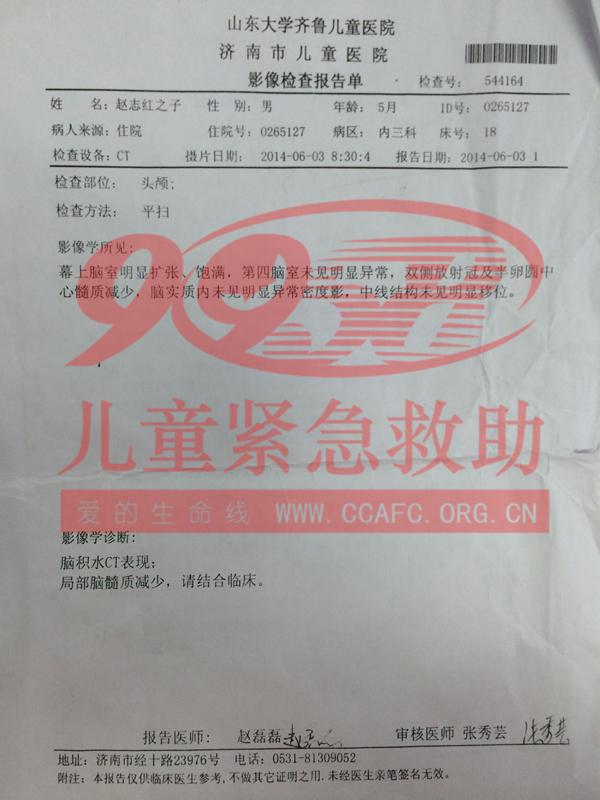 山东大学齐鲁儿童医院
济南市儿童医院
影像检查报告单 检查号: 544164
姓 名: 赵志红之子 性 别: 男 年龄: 5月 ID号: 0265127
病人来源: 住院 住院号: 0265127 病区: 内三科 床号: 18
检查设备: CT 摄片日期: 2014-06-03 8:30:4 报告日期: 2014-06-03 1
检查部位: 头颅;
检查方法: 平扫
影像学所见:
幕上脑室明显扩张、饱满，第四脑室未见明显异常，双侧放射冠及半卵圆中
心髓质减少，脑实质内未见明显异常密度影，中线结构未见明显移位。
9958
儿童紧急救助
爱的生命线 WWW.CCAFC.ORG.CN
影像学诊断:
脑积水CT表现;
局部脑髓质减少，请结合临床。
报告医师: 赵磊磊 审核医师 张秀芸 张秀芸
地址: 济南市经十路23976号 电话: 0531-81309052
附注: 本报告仅供临床医生参考,不做其它证明之用.未经医生亲笔签名无效。